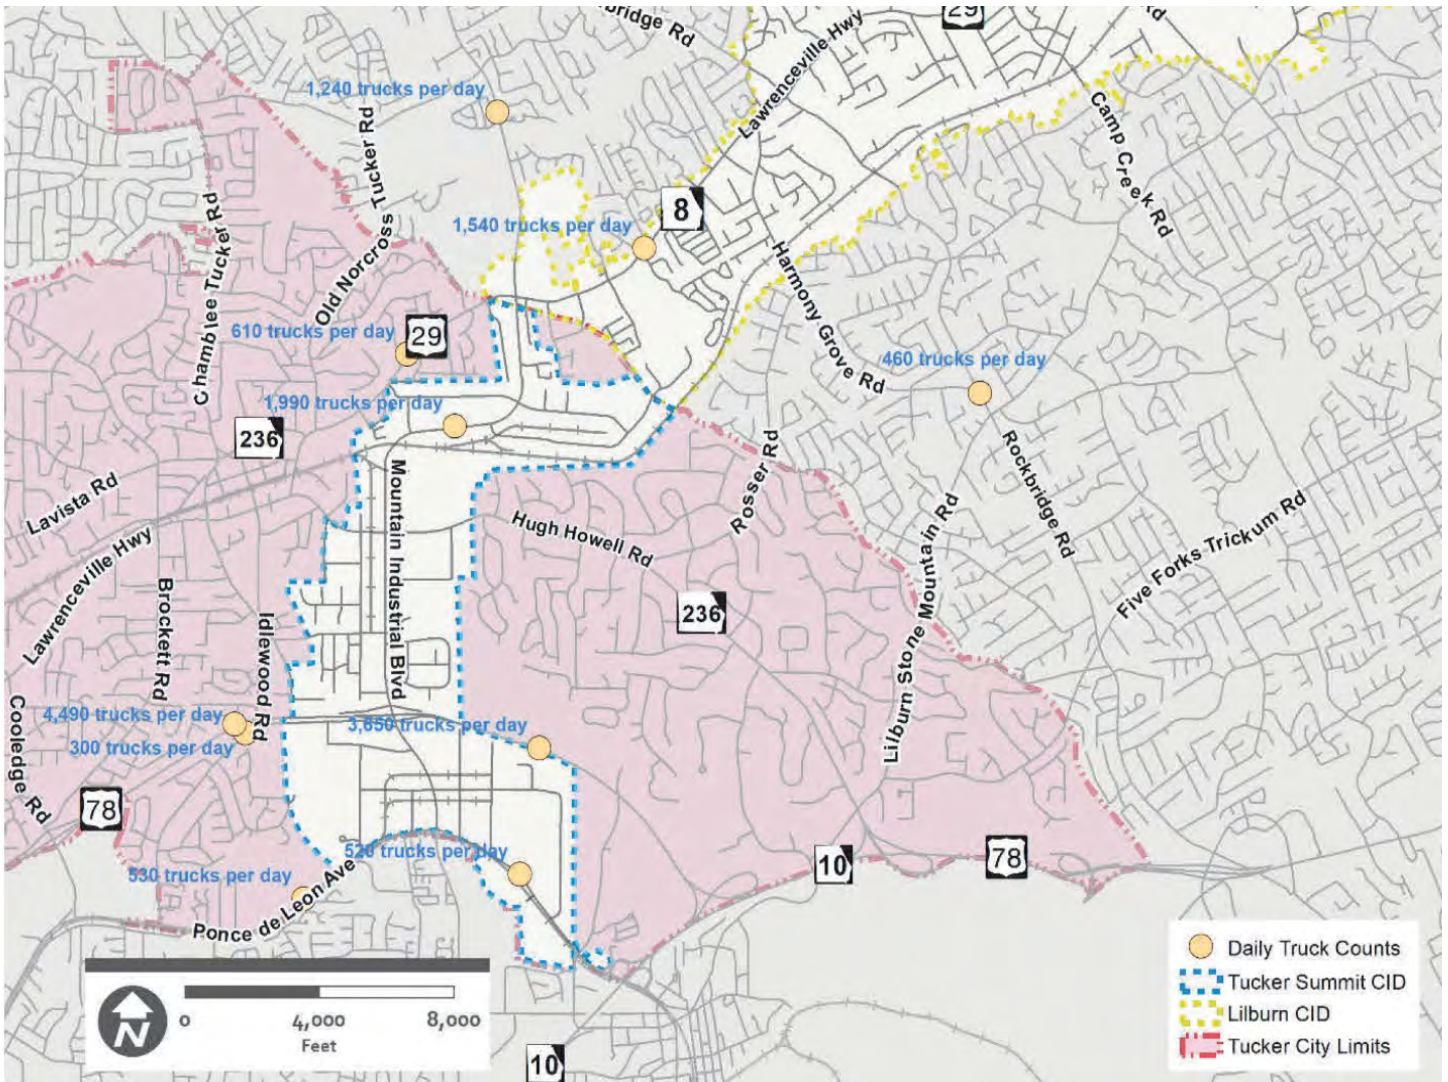 bridge Rd
29
Rd
Lawrenceville Hwy
1,240 trucks per day
Camp Creek Rd
Old Norcross Tucker Rd
8
1,540 trucks per day
Chamblee Tucker Rd
Harmony Grove Rd
610 trucks per day
29
460 trucks per day
1,990 trucks per day
236
Rosser Rd
Rockbridge Rd
Lavista Rd
Mountain Industrial Blvd
Hugh Howell Rd
Lilburn Stone Mountain Rd
Five Forks Trickum Rd
Lawrenceville Hwy
Brockett Rd
Idlewood Rd
236
Cooledge Rd
4,490 trucks per day
3,650 trucks per day
300 trucks per day
78
520 trucks per day
10
78
530 trucks per day
Ponce de Leon Ave
Daily Truck Counts
Tucker Summit CID
Lilburn CID
Tucker City Limits
N
0 4,000 8,000
Feet
10